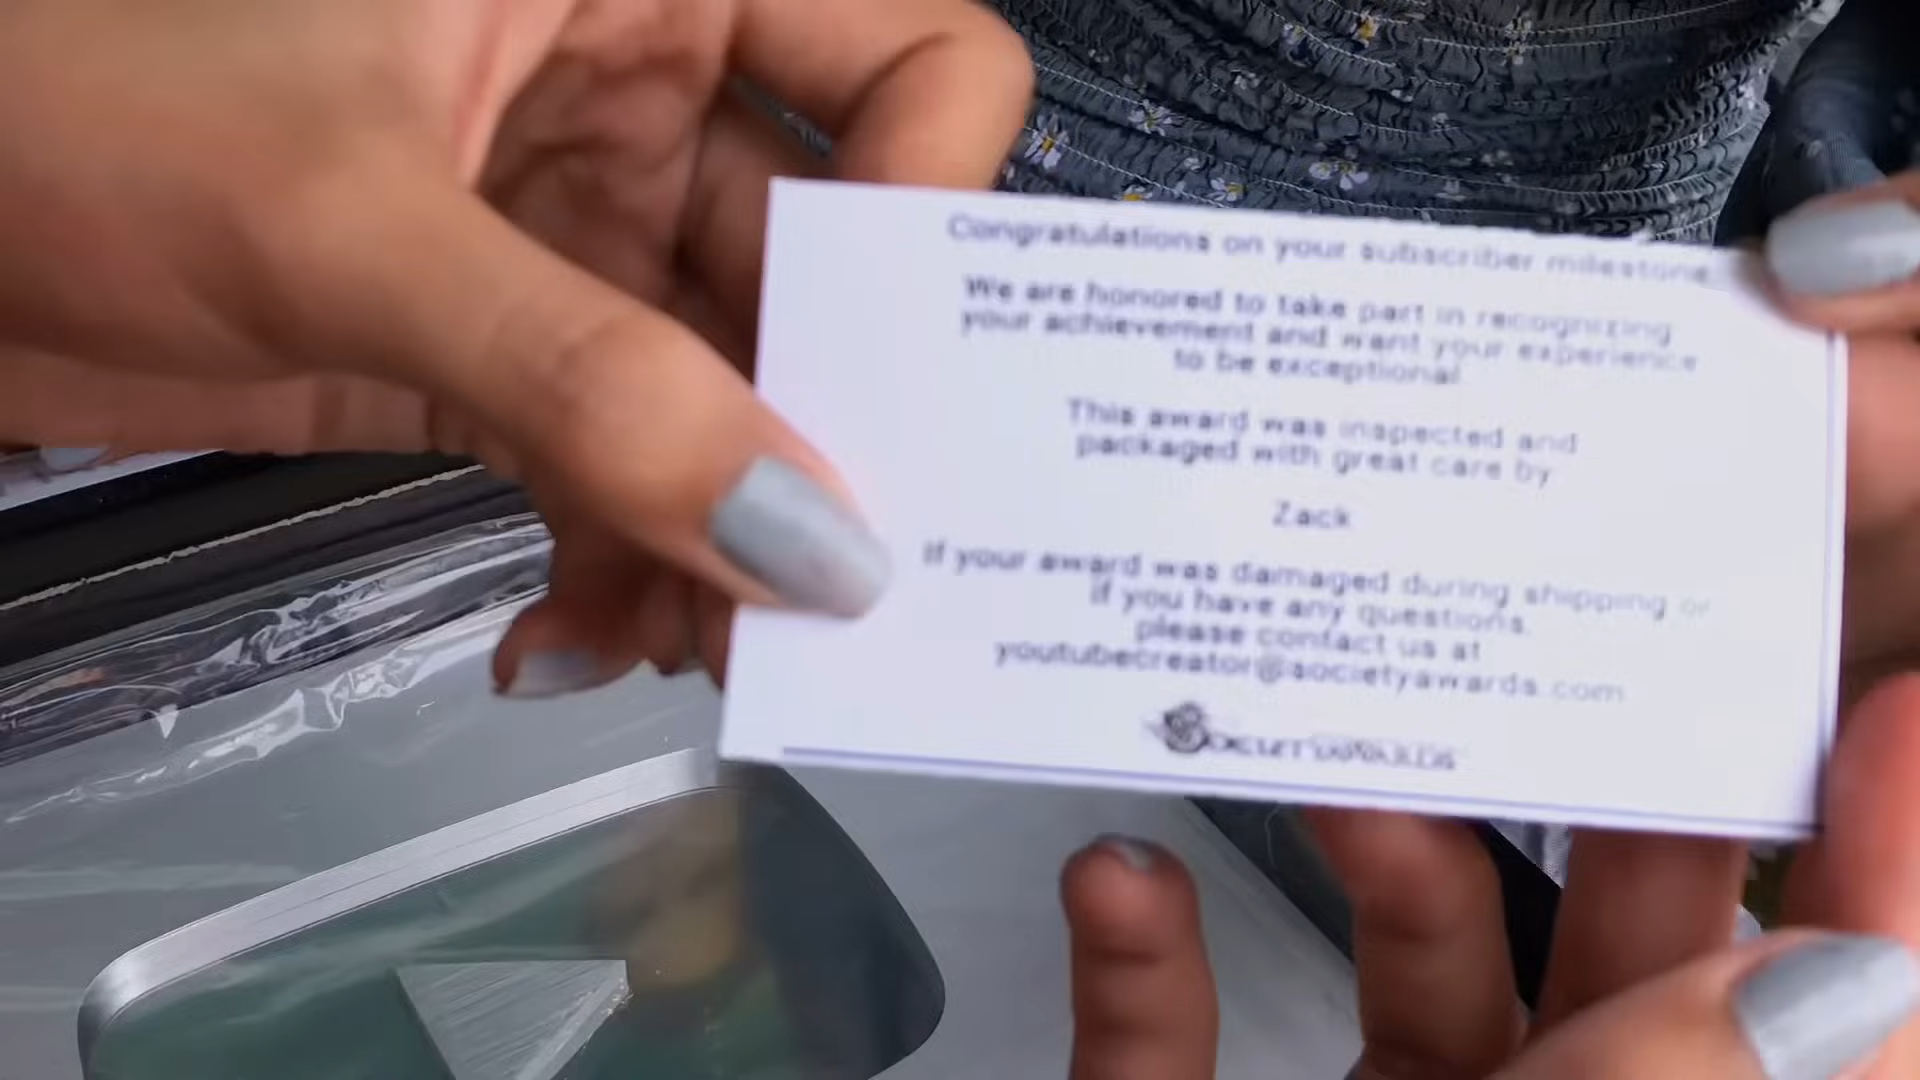 Congratulations on your subscriber milestone
We are honored to take part in recognizing
your achievement and want your experience
to be exceptional.
This award was inspected and
packaged with great care by
Zack
If your award was damaged during shipping or
if you have any questions,
please contact us at
youtubecreator@societyawards.com
SOCIETY AWARDS